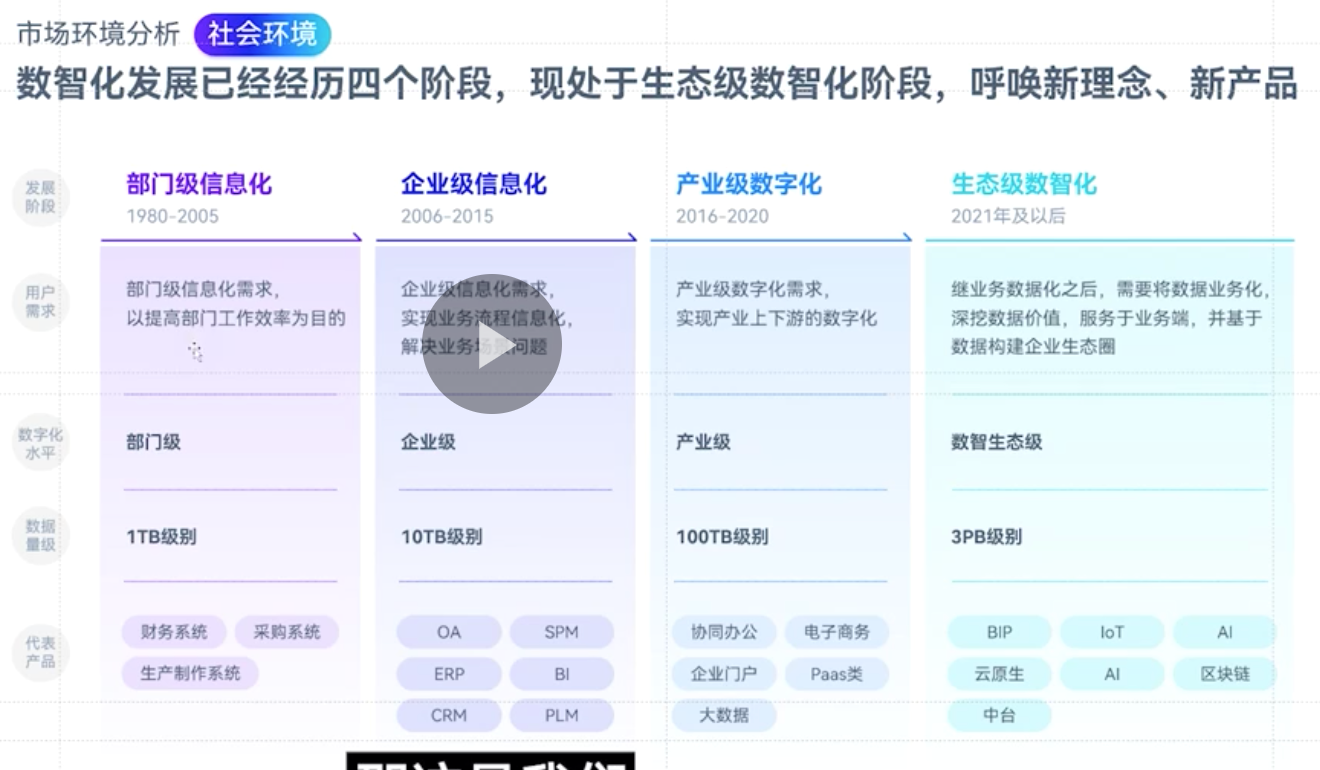 市场环境分析 社会环境
数智化发展已经经历四个阶段，现处于生态级数智化阶段，呼唤新理念、新产品
发展
阶段
部门级信息化
1980-2005
企业级信息化
2006-2015
产业级数字化
2016-2020
生态级数智化
2021年及以后
用户
需求
部门级信息化需求，
以提高部门工作效率为目的
企业级信息化需求，
实现业务流程信息化，
解决业务场景问题
产业级数字化需求，
实现产业上下游的数字化
继业务数据化之后，需要将数据业务化，
深挖数据价值，服务于业务端，并基于
数据构建企业生态圈
数字化
水平
部门级
企业级
产业级
数智生态级
数据
量级
1TB级别
10TB级别
100TB级别
3PB级别
代表
产品
财务系统 采购系统
生产制作系统
OA SPM
ERP BI
CRM PLM
协同办公 电子商务
企业门户 Paas类
大数据
BIP IoT AI
云原生 AI 区块链
中台